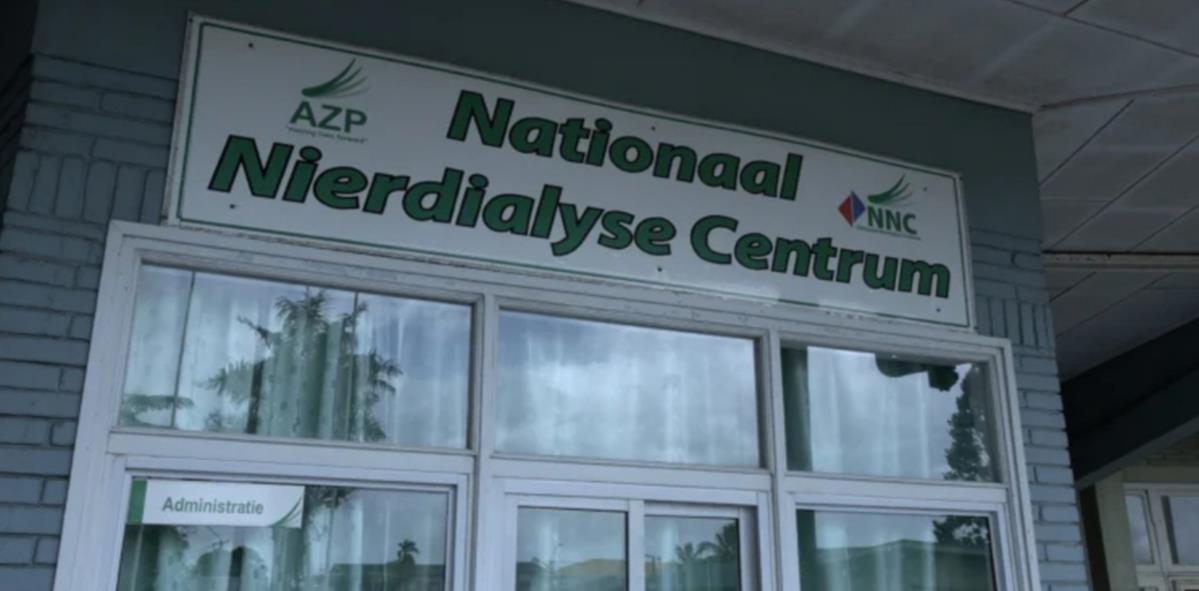 AZP
Nationaal
Nierdialyse Centrum
NNC
Administratie